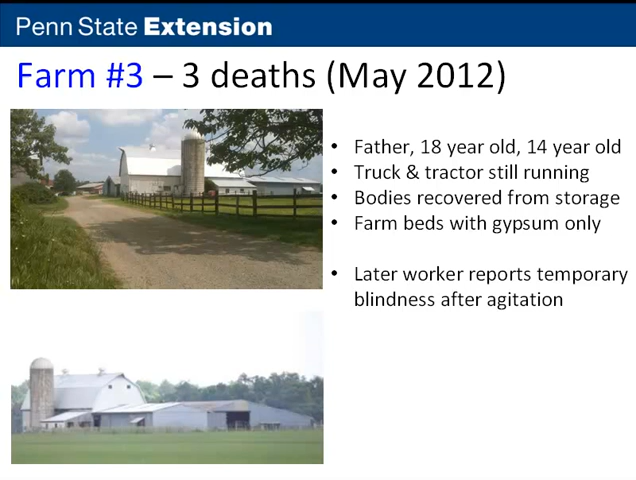 Penn State Extension
Farm #3 – 3 deaths (May 2012)
• Father, 18 year old, 14 year old
• Truck & tractor still running
• Bodies recovered from storage
• Farm beds with gypsum only
• Later worker reports temporary
blindness after agitation